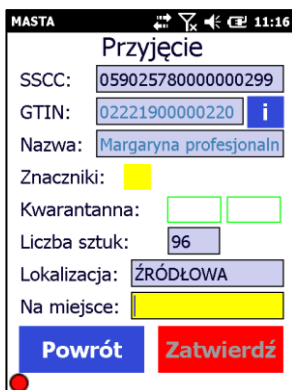 MASTA 11:16
Przyjęcie
SSCC: 059025780000000299
GTIN: 02221900000220 i
Nazwa: Margaryna profesjonaln
Znaczniki:
Kwarantanna:
Liczba sztuk: 96
Lokalizacja: ŹRÓDŁOWA
Na miejsce:
Powrót Zatwierdź